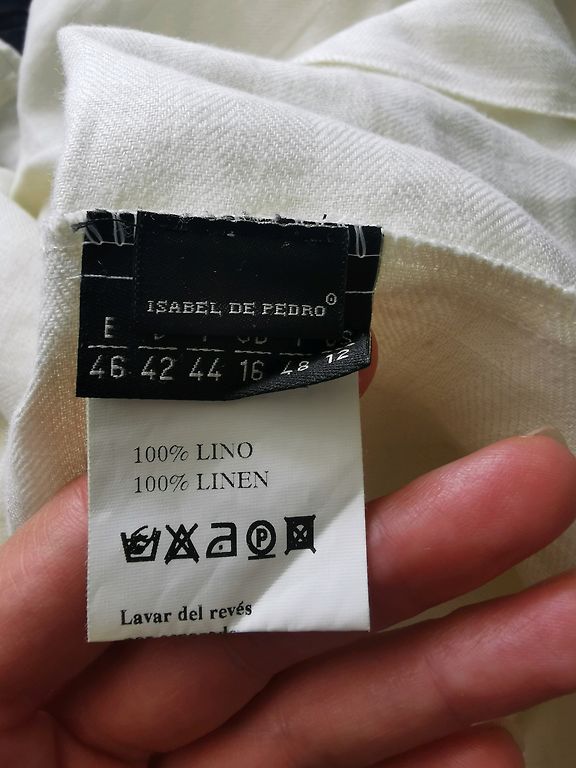 ISABEL DE PEDRO
E
46 42 44 16 48 12
100% LINO
100% LINEN
P
Lavar del revés